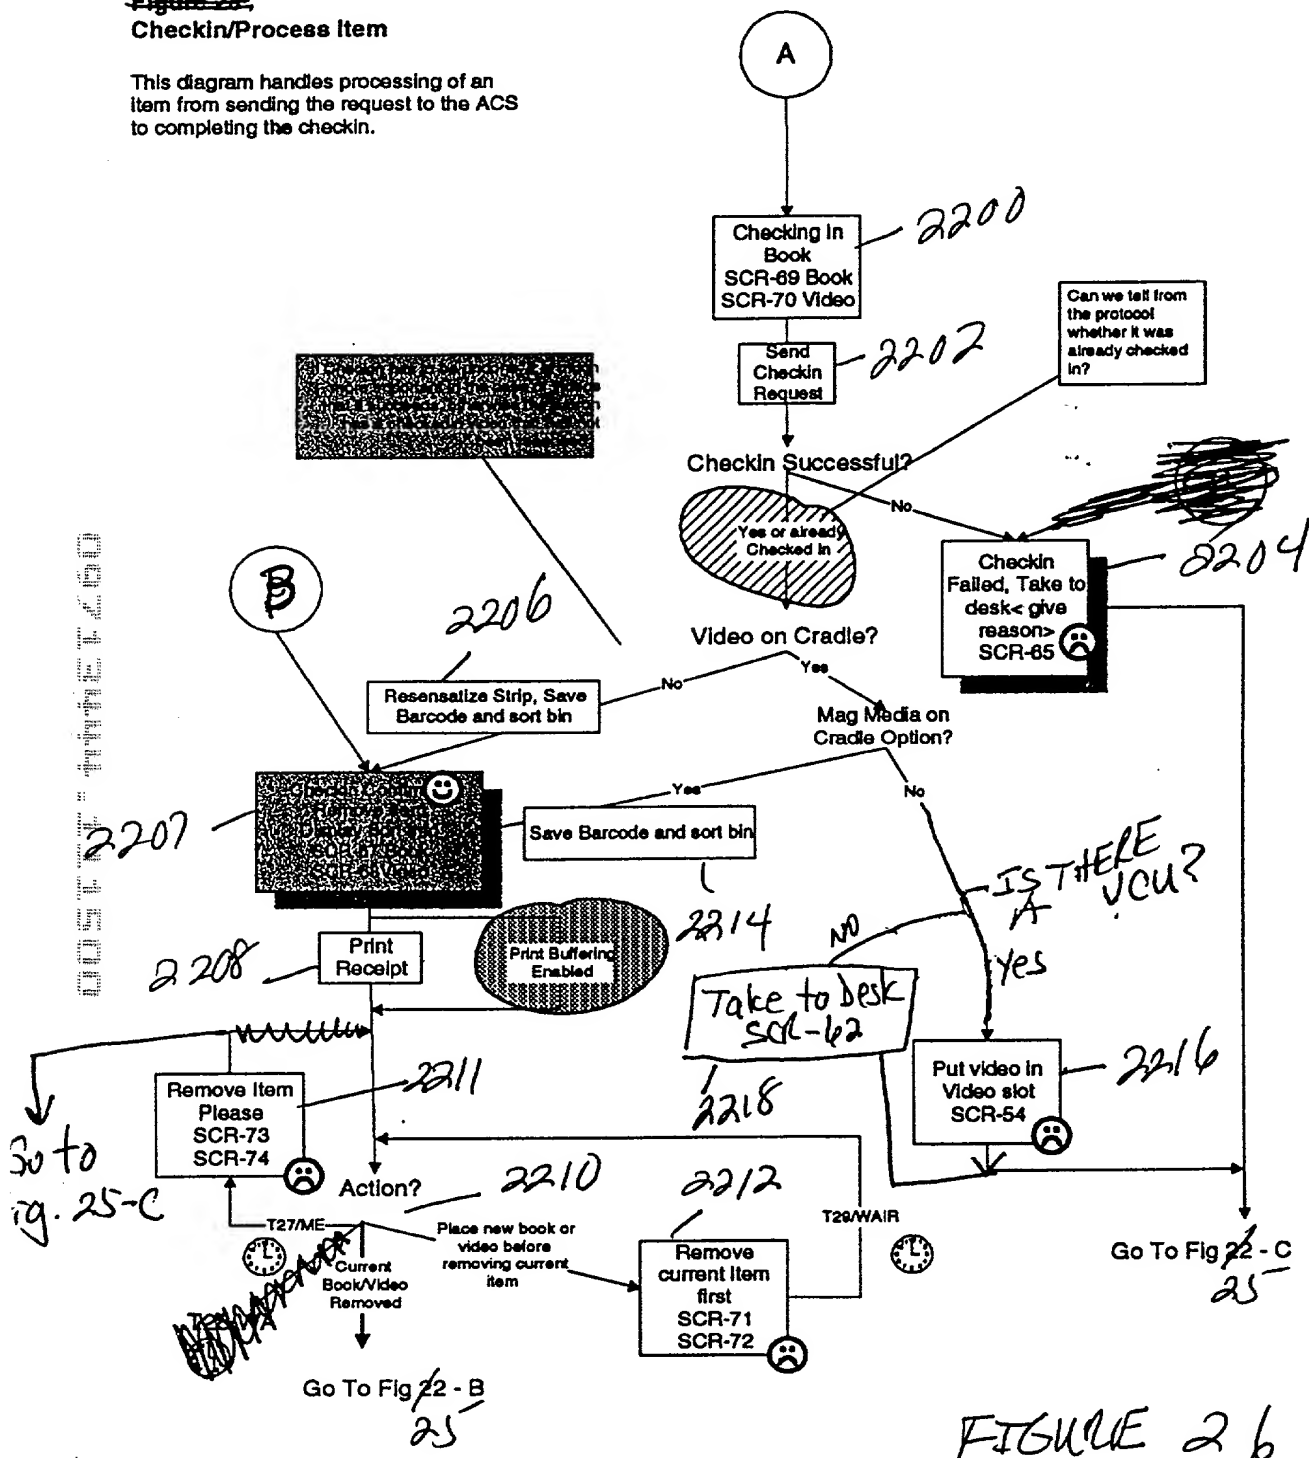 Figure 23,
Checkin/Process Item
This diagram handles processing of an
item from sending the request to the ACS
to completing the checkin.
A
Checking In
Book
SCR-69 Book
SCR-70 Video
2200
Can we tell from
the protocol
whether it was
already checked
in?
Send
Checkin
Request
2202
Checkin Successful?
No
Yes or already
Checked In
Checkin
Failed, Take to
desk< give
reason>
SCR-65
2204
B
2206
Video on Cradle?
No
Yes
Resensatize Strip, Save
Barcode and sort bin
Mag Media on
Cradle Option?
Yes
No
Checkin
Remove
Display Sort
2207
Save Barcode and sort bin
2214
IS THERE
A VCU?
NO
Yes
Print
Receipt
2208
Print Buffering
Enabled
Take to Desk
SCR-62
2218
Put video in
Video slot
SCR-54
2216
Remove Item
Please
SCR-73
SCR-74
2211
Go to
Fig. 25-C
Action?
2210
2212
T27/ME
Place new book or
video before
removing current
item
Current
Book/Video
Removed
Remove
current item
first
SCR-71
SCR-72
T29/WAIR
Go To Fig 22 - C
25
Go To Fig 22 - B
25
FIGURE 26